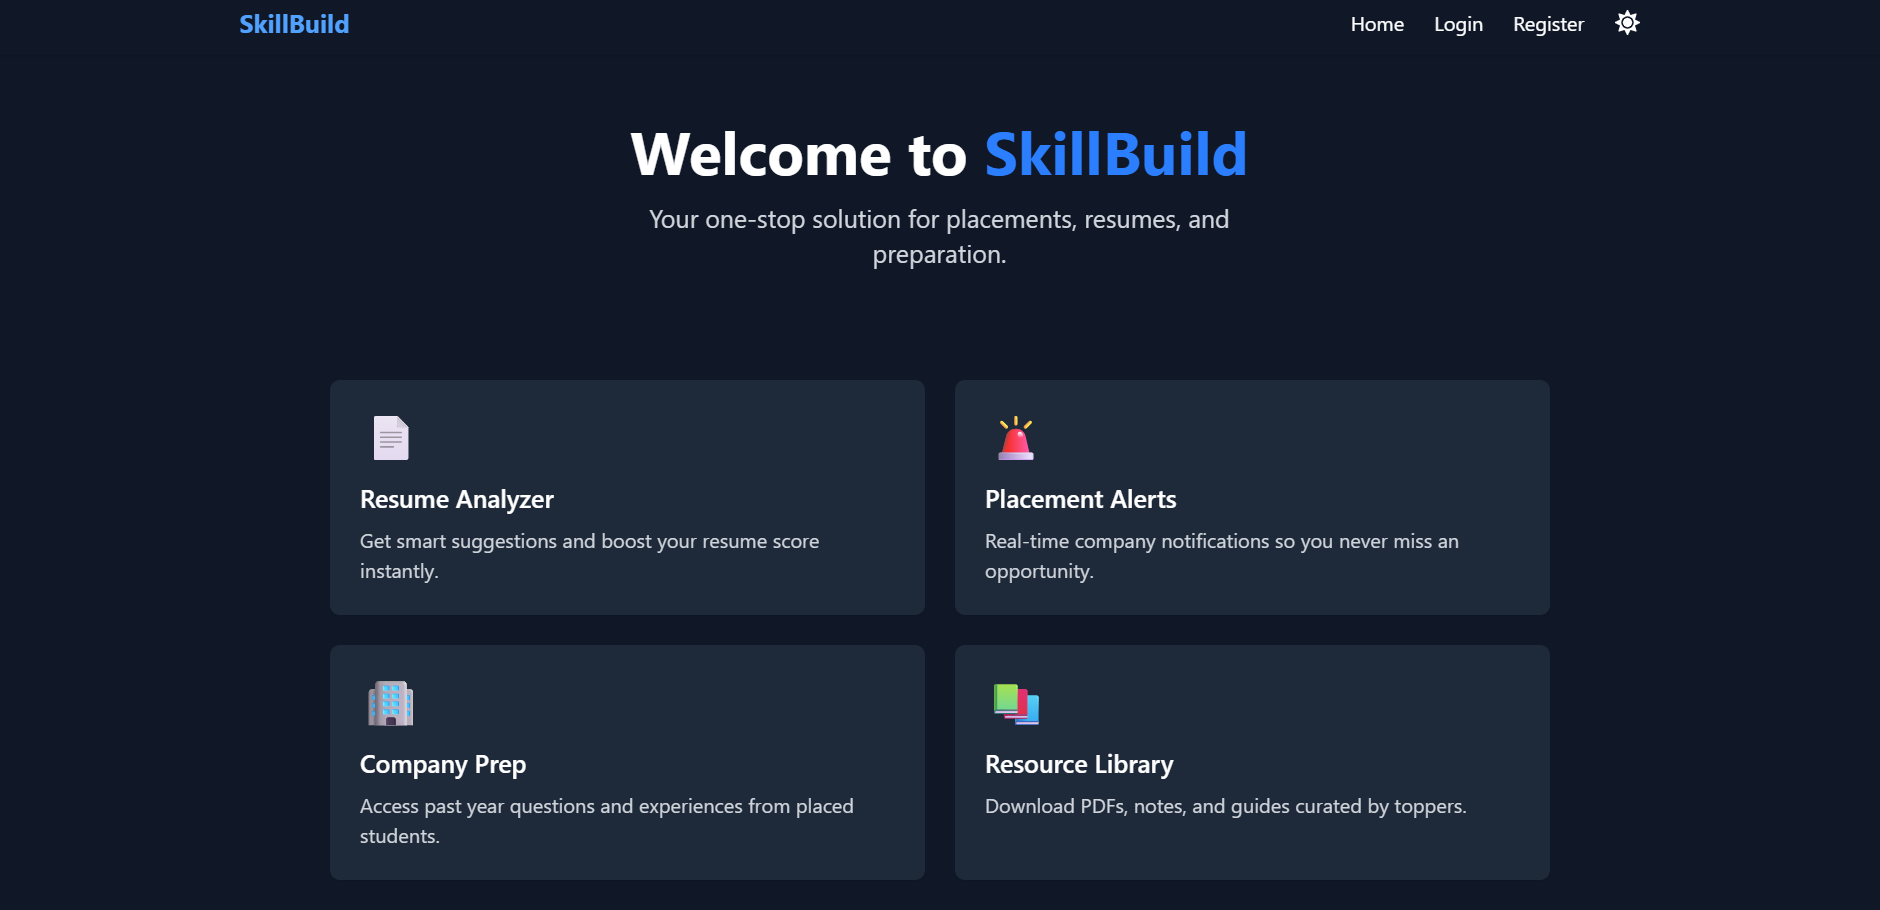 SkillBuild
Home Login Register
Welcome to SkillBuild
Your one-stop solution for placements, resumes, and
preparation.
Resume Analyzer
Get smart suggestions and boost your resume score
instantly.
Placement Alerts
Real-time company notifications so you never miss an
opportunity.
Company Prep
Access past year questions and experiences from placed
students.
Resource Library
Download PDFs, notes, and guides curated by toppers.